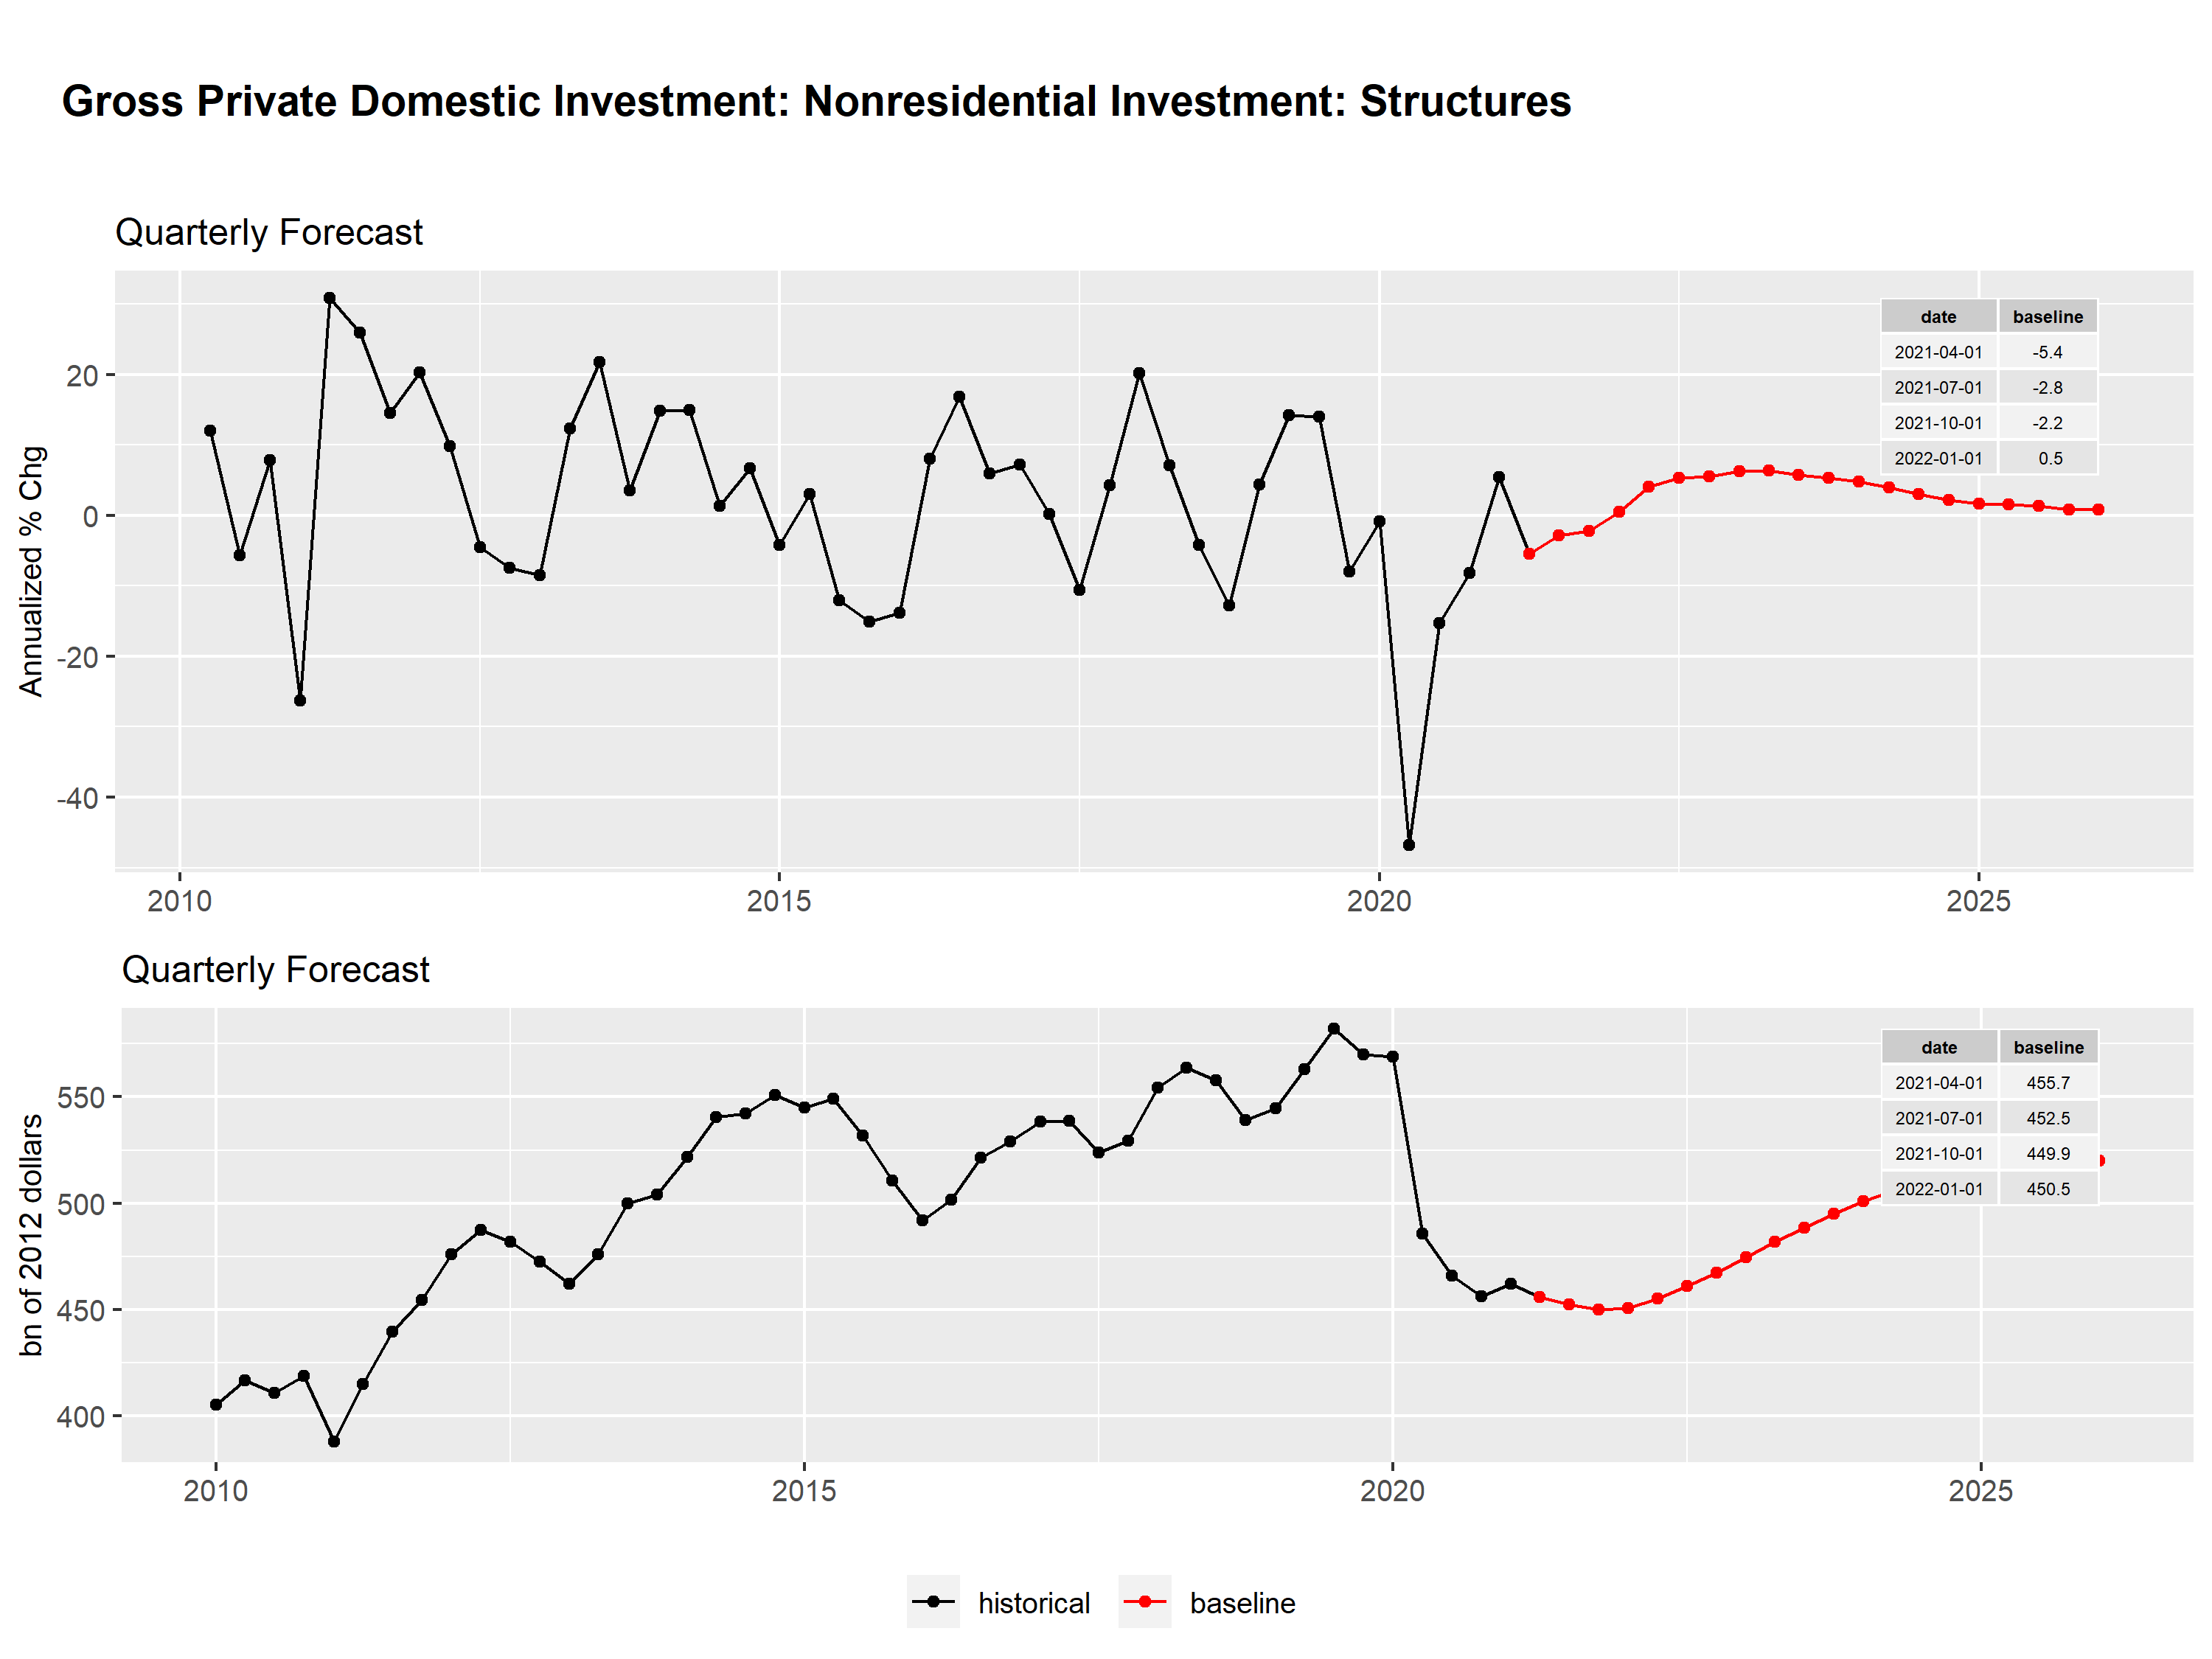 Gross Private Domestic Investment: Nonresidential Investment: Structures
Quarterly Forecast
Annualized % Chg
20
0
-20
-40
2010 2015 2020 2025
date baseline
2021-04-01 -5.4
2021-07-01 -2.8
2021-10-01 -2.2
2022-01-01 0.5
Quarterly Forecast
bn of 2012 dollars
550
500
450
400
2010 2015 2020 2025
date baseline
2021-04-01 455.7
2021-07-01 452.5
2021-10-01 449.9
2022-01-01 450.5
historical baseline